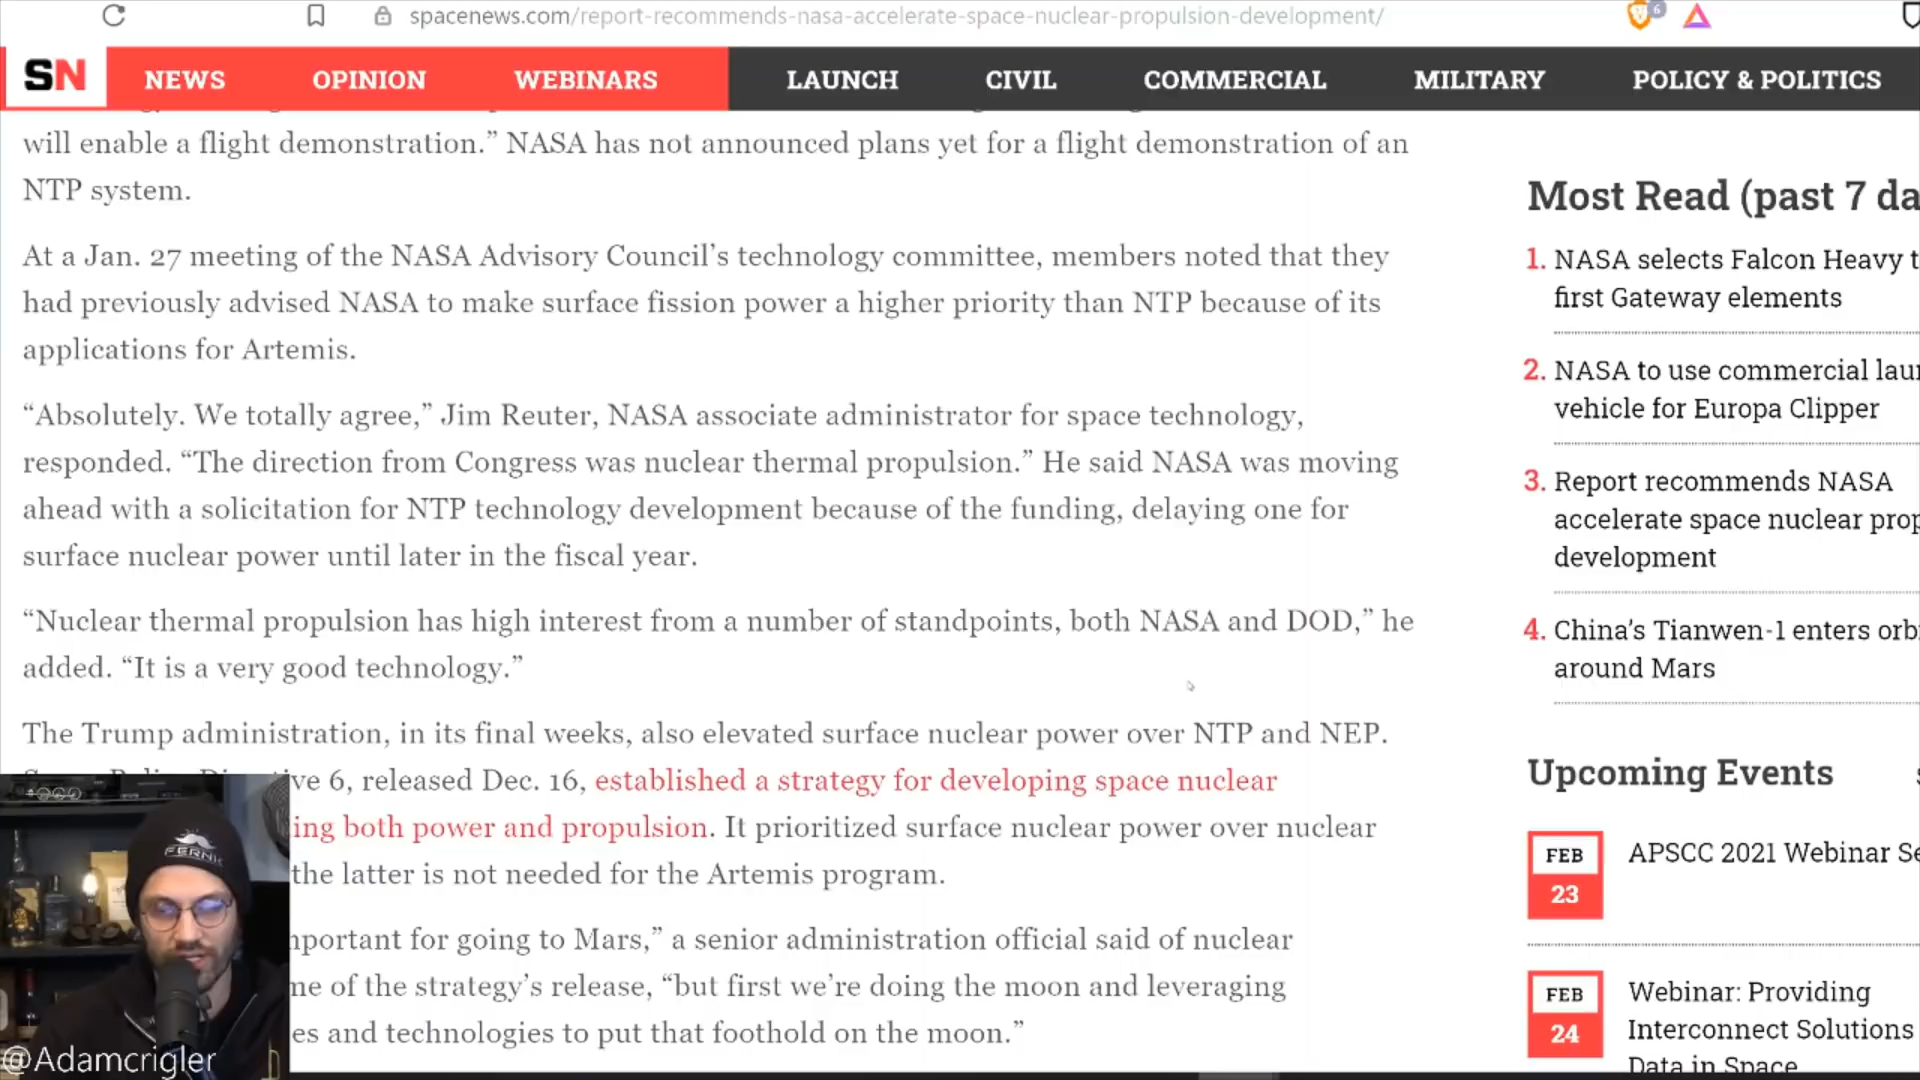 spacenews.com/report-recommends-nasa-accelerate-space-nuclear-propulsion-development/
6
SN
NEWS
OPINION
WEBINARS
LAUNCH
CIVIL
COMMERCIAL
MILITARY
POLICY & POLITICS
will enable a flight demonstration.” NASA has not announced plans yet for a flight demonstration of an
NTP system.
At a Jan. 27 meeting of the NASA Advisory Council’s technology committee, members noted that they
had previously advised NASA to make surface fission power a higher priority than NTP because of its
applications for Artemis.
“Absolutely. We totally agree,” Jim Reuter, NASA associate administrator for space technology,
responded. “The direction from Congress was nuclear thermal propulsion.” He said NASA was moving
ahead with a solicitation for NTP technology development because of the funding, delaying one for
surface nuclear power until later in the fiscal year.
“Nuclear thermal propulsion has high interest from a number of standpoints, both NASA and DOD,” he
added. “It is a very good technology.”
The Trump administration, in its final weeks, also elevated surface nuclear power over NTP and NEP.
ve 6, released Dec. 16, established a strategy for developing space nuclear
ing both power and propulsion. It prioritized surface nuclear power over nuclear
the latter is not needed for the Artemis program.
mportant for going to Mars,” a senior administration official said of nuclear
me of the strategy’s release, “but first we’re doing the moon and leveraging
es and technologies to put that foothold on the moon.”
Most Read (past 7 da
1. NASA selects Falcon Heavy t
first Gateway elements
2. NASA to use commercial lau
vehicle for Europa Clipper
3. Report recommends NASA
accelerate space nuclear prop
development
4. China’s Tianwen-1 enters orb
around Mars
Upcoming Events
FEB
23
APSCC 2021 Webinar Se
FEB
24
Webinar: Providing
Interconnect Solutions
Data in Space
FERNI
@Adamcrigler